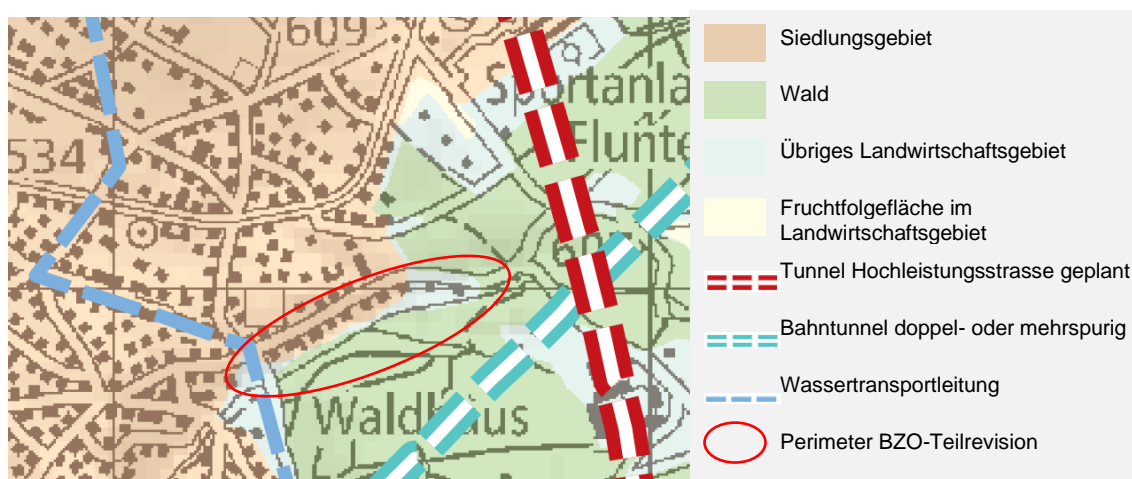 609
Sportanla
Flunte
534
607
Waldhaus
Siedlungsgebiet
Wald
Übriges Landwirtschaftsgebiet
Fruchtfolgefläche im
Landwirtschaftsgebiet
Tunnel Hochleistungsstrasse geplant
Bahntunnel doppel- oder mehrspurig
Wassertransportleitung
Perimeter BZO-Teilrevision